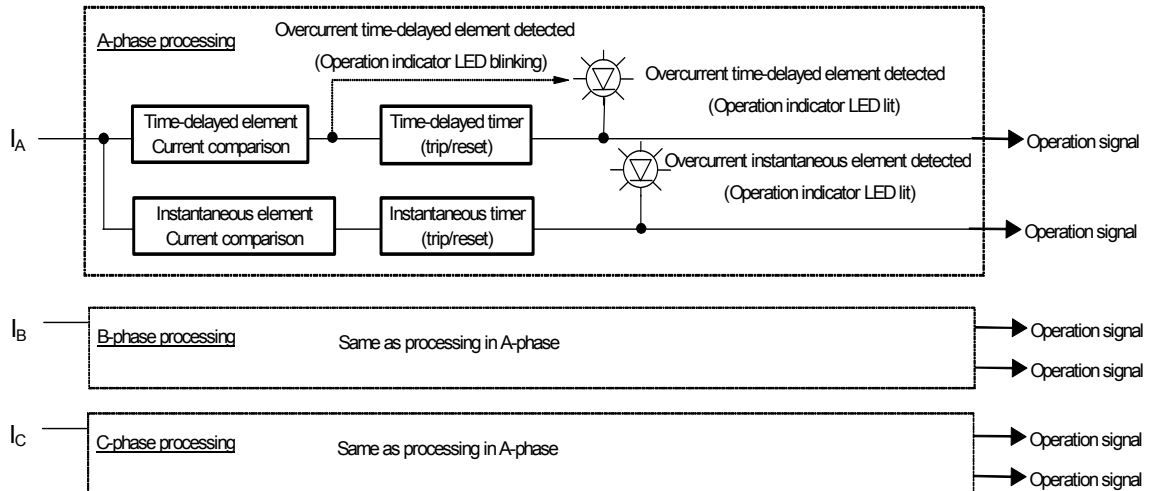 A-phase processing
Overcurrent time-delayed element detected
(Operation indicator LED blinking)
Overcurrent time-delayed element detected
(Operation indicator LED lit)
IA
Time-delayed element
Current comparison
Time-delayed timer
(trip/reset)
Operation signal
Overcurrent instantaneous element detected
(Operation indicator LED lit)
Instantaneous element
Current comparison
Instantaneous timer
(trip/reset)
Operation signal
IB
B-phase processing
Same as processing in A-phase
Operation signal
Operation signal
IC
C-phase processing
Same as processing in A-phase
Operation signal
Operation signal